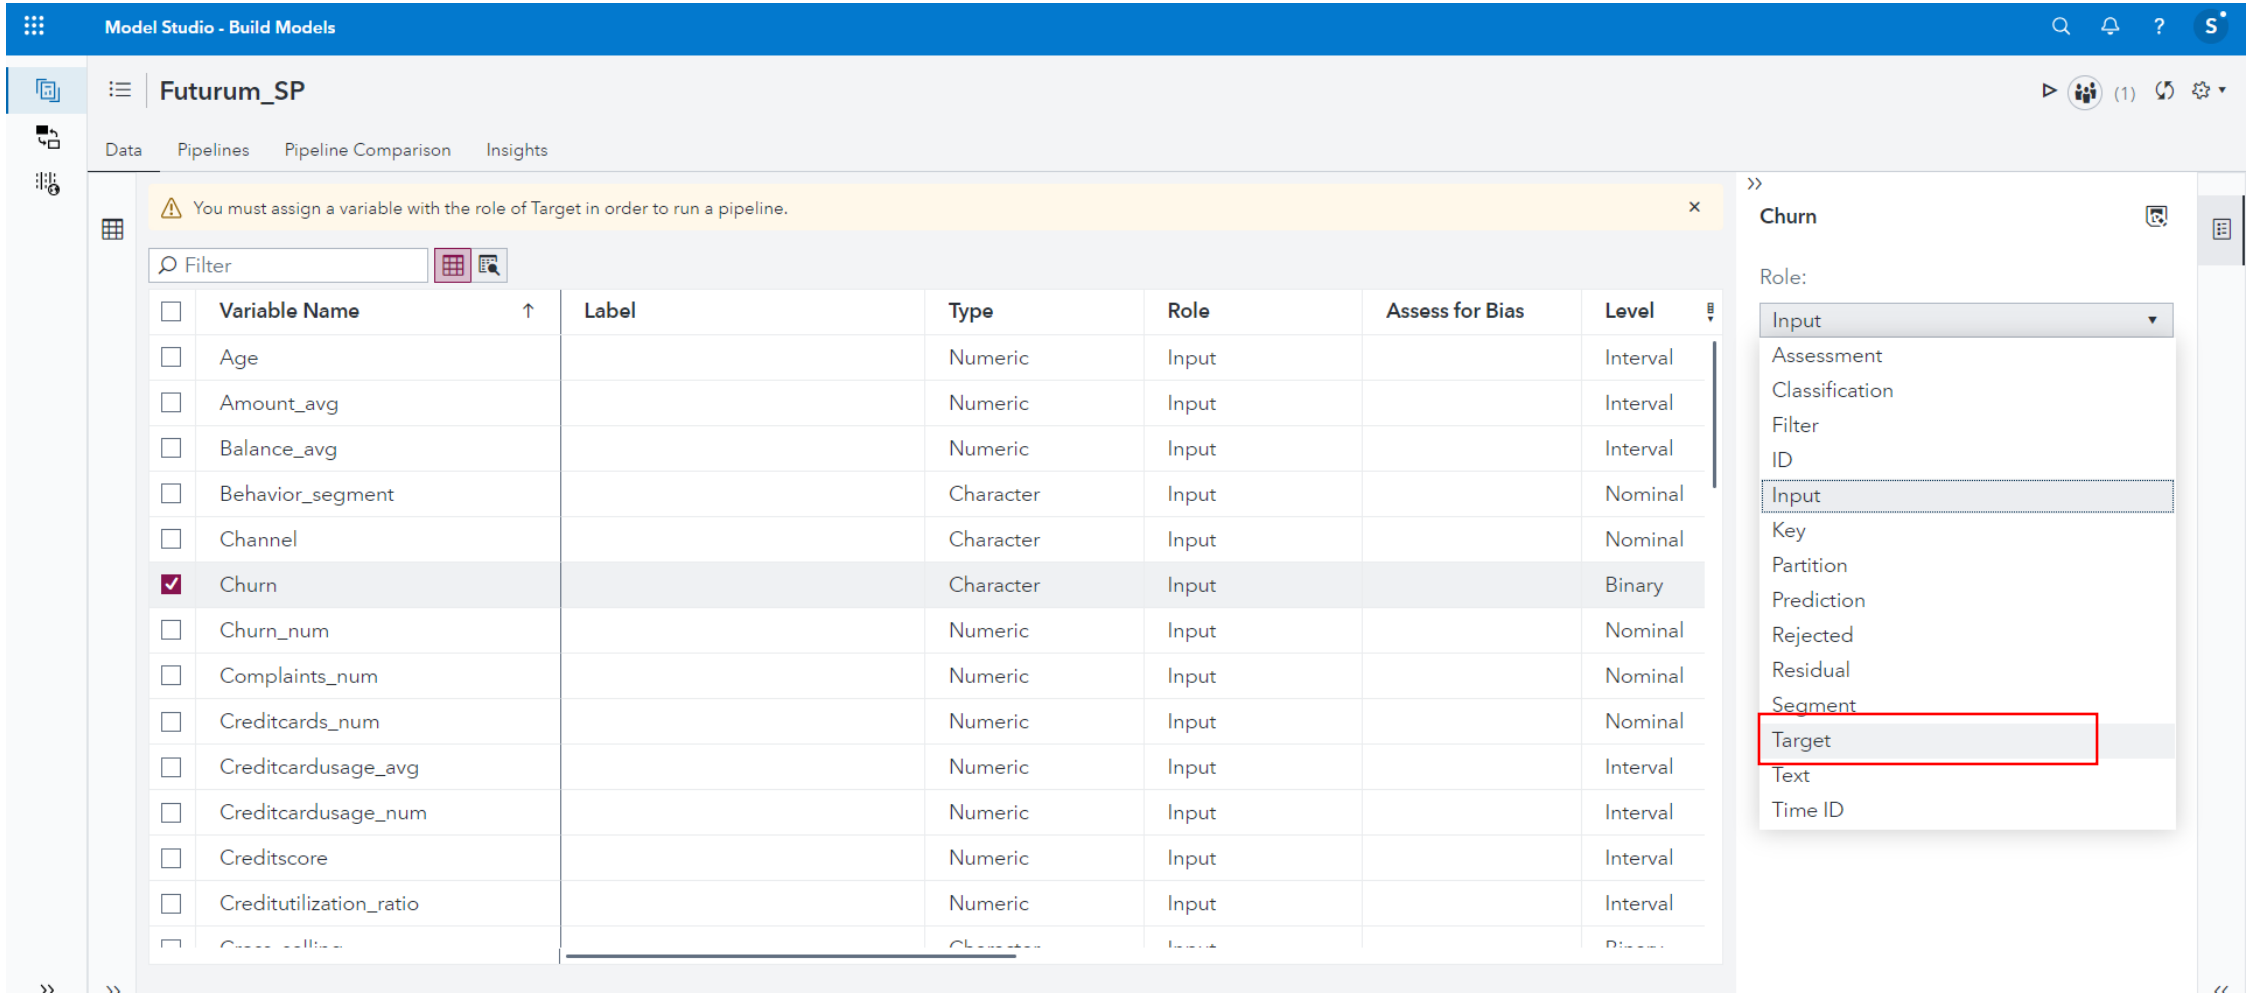 Model Studio - Build Models
?
S
Futurum_SP
(1)
Data Pipelines Pipeline Comparison Insights
You must assign a variable with the role of Target in order to run a pipeline.
Churn
Filter
Role:
Variable Name Label Type Role Assess for Bias Level
Input
Age Numeric Input Interval
Assessment
Classification
Amount_avg Numeric Input Interval
Filter
Balance_avg Numeric Input Interval
ID
Behavior_segment Character Input Nominal
Input
Channel Character Input Nominal
Key
Partition
Churn Character Input Binary
Prediction
Churn_num Numeric Input Nominal
Rejected
Complaints_num Numeric Input Nominal
Residual
Segment
Creditcards_num Numeric Input Nominal
Target
Creditcardusage_avg Numeric Input Interval
Text
Creditcardusage_num Numeric Input Interval
Time ID
Creditscore Numeric Input Interval
Creditutilization_ratio Numeric Input Interval
Character Input Binary